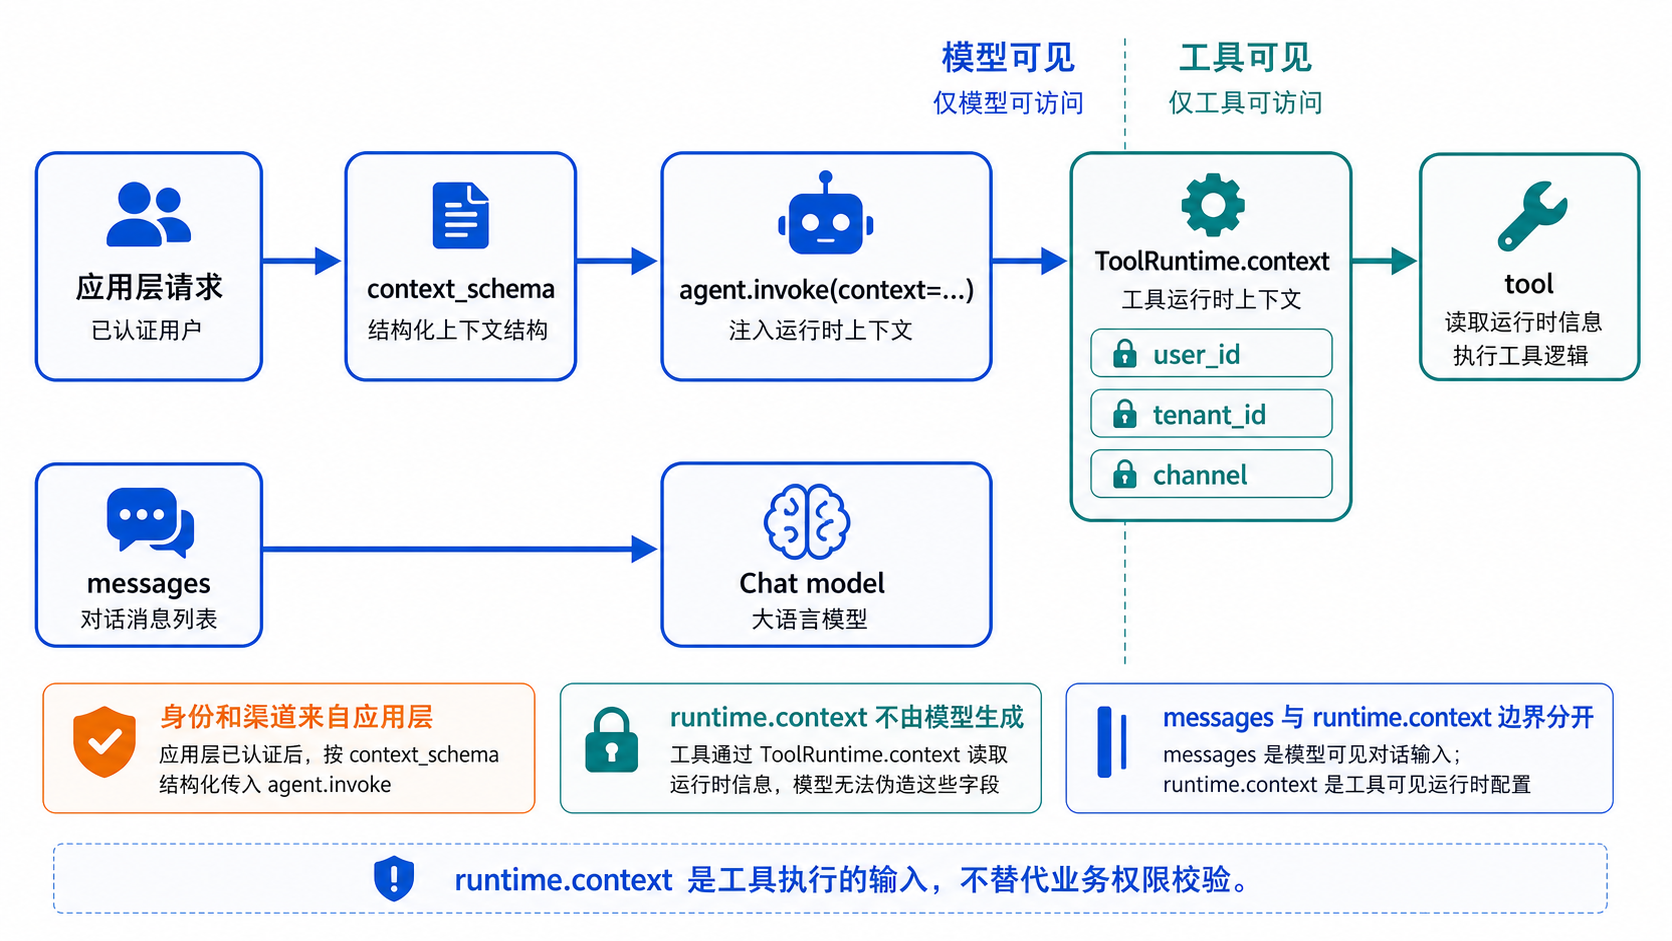 模型可见
仅模型可访问
工具可见
仅工具可访问
应用层请求
已认证用户
context_schema
结构化上下文结构
agent.invoke(context=...)
注入运行时上下文
ToolRuntime.context
工具运行时上下文
user_id
tenant_id
channel
tool
读取运行时信息
执行工具逻辑
messages
对话消息列表
Chat model
大语言模型
身份和渠道来自应用层
应用层已认证后，按 context_schema
结构化传入 agent.invoke
runtime.context 不由模型生成
工具通过 ToolRuntime.context 读取
运行时信息，模型无法伪造这些字段
messages 与 runtime.context 边界分开
messages 是模型可见对话输入；
runtime.context 是工具可见运行时配置
runtime.context 是工具执行的输入，不替代业务权限校验。